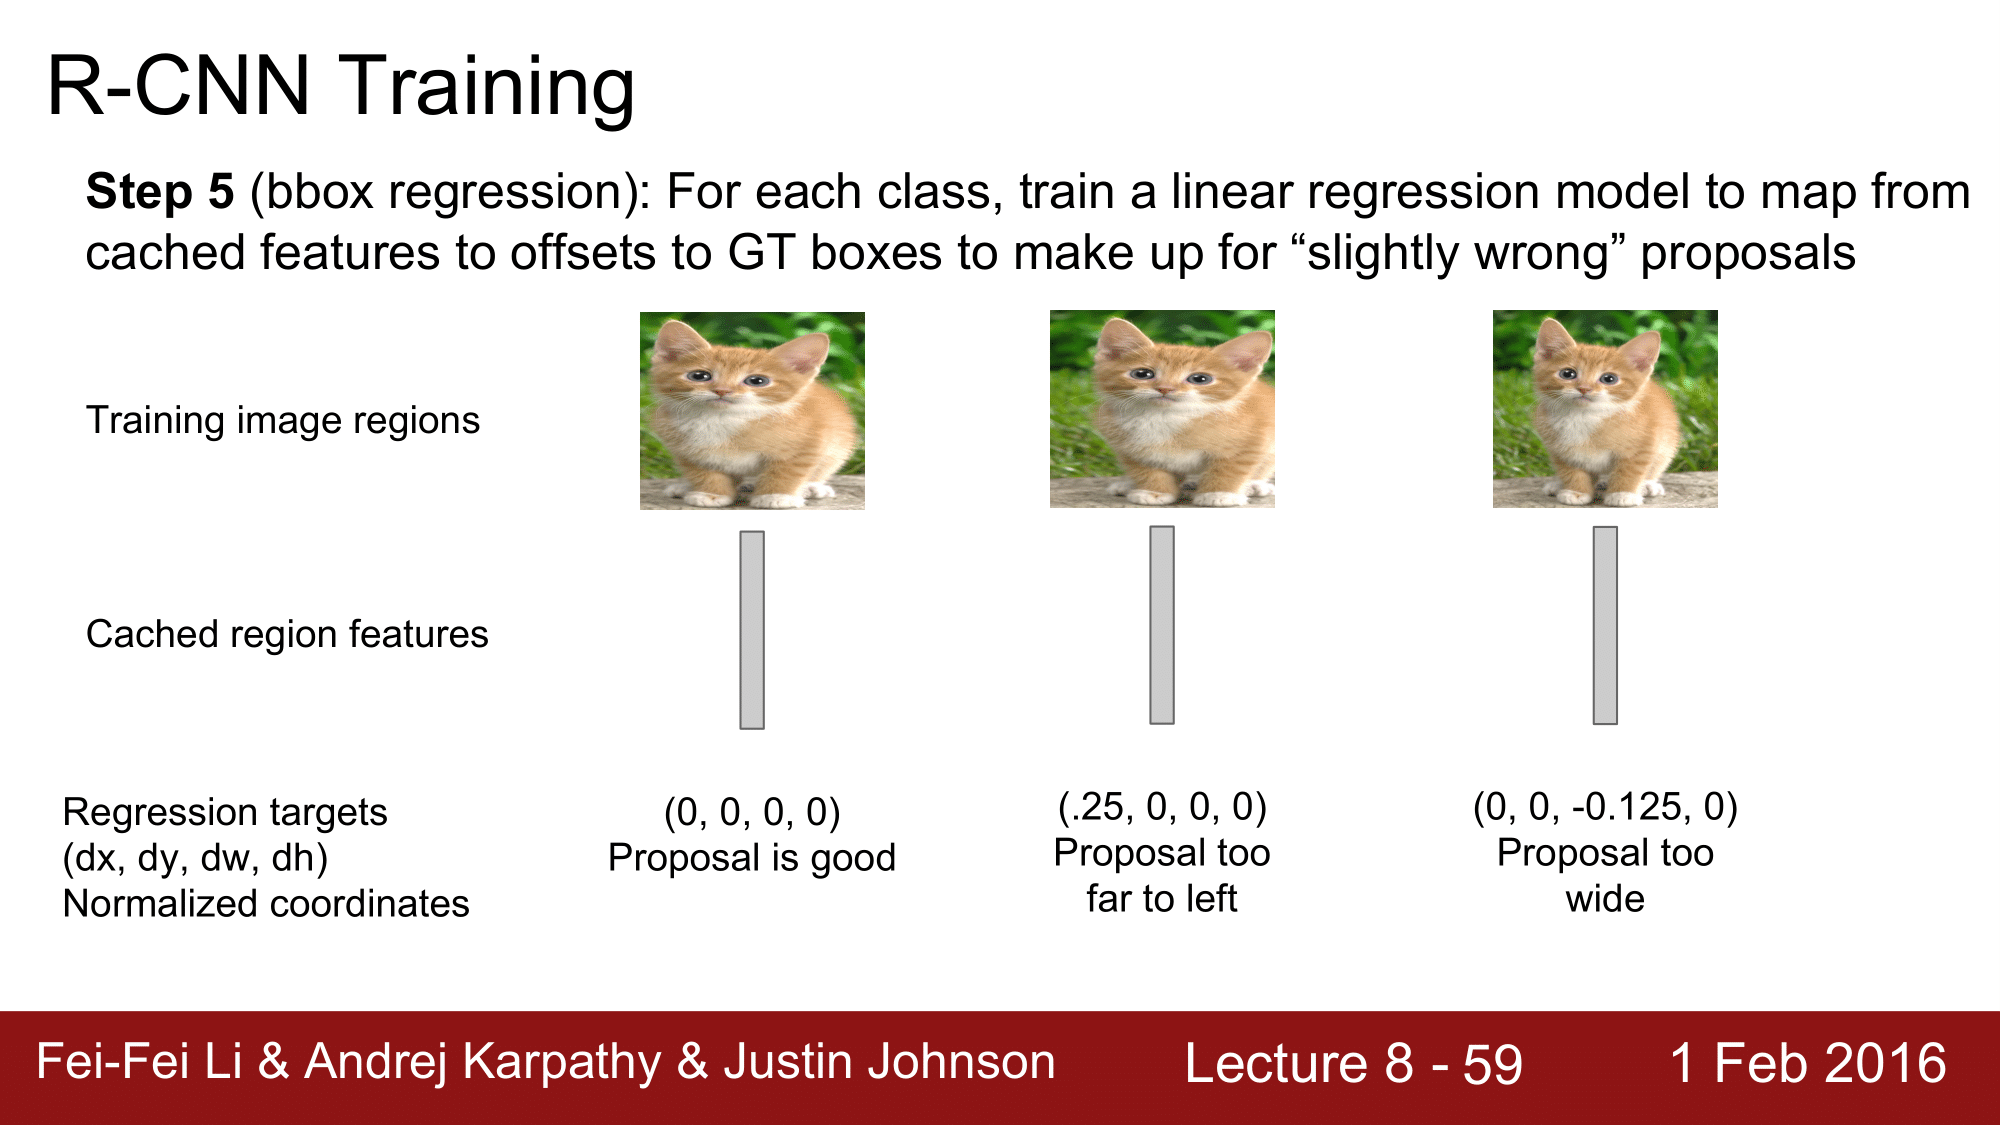 R-CNN Training
Step 5 (bbox regression): For each class, train a linear regression model to map from
cached features to offsets to GT boxes to make up for “slightly wrong” proposals
Training image regions
Cached region features
Regression targets
(dx, dy, dw, dh)
Normalized coordinates
(0, 0, 0, 0)
Proposal is good
(.25, 0, 0, 0)
Proposal too
far to left
(0, 0, -0.125, 0)
Proposal too
wide
Fei-Fei Li & Andrej Karpathy & Justin Johnson
Lecture 8 - 59
1 Feb 2016